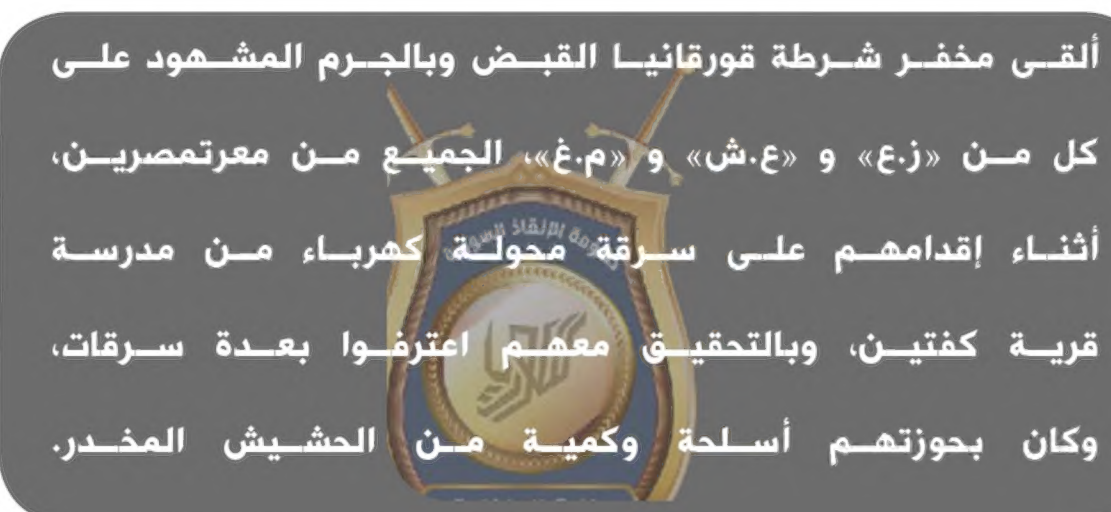 ألقى مخفر شرطة قورقانيا القبض وبالجرم المشهود على
كل من «ز.ع» و «ع.ش» و «م.غ»، الجميع من معرتمصرين،
أثناء إقدامهم على سرقة محولة كهرباء من مدرسة
قرية كفتين، وبالتحقيق معهم اعترفوا بعدة سرقات،
وكان بحوزتهم أسلحة وكمية من الحشيش المخدر.